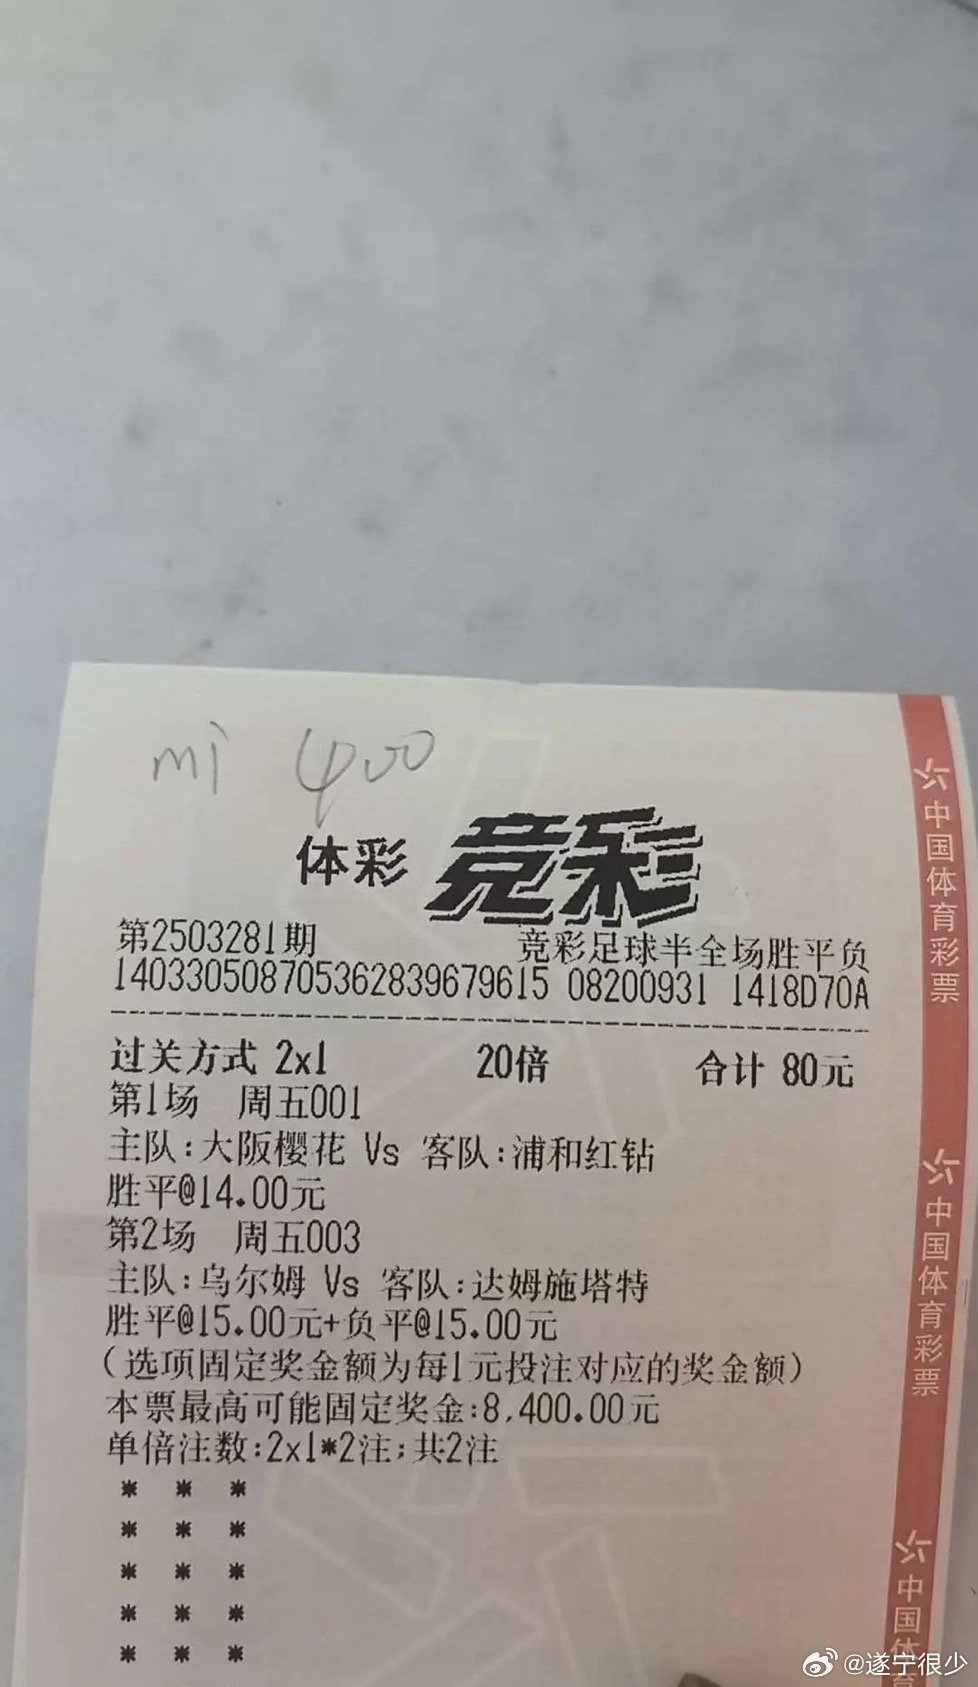 mi 400
体彩 竞彩
第2503281期 竞彩足球半全场胜平负
140330508705362839679615 08200931 1418D70A
过关方式 2x1 20倍 合计 80元
第1场 周五001
主队:大阪樱花 Vs 客队:浦和红钻
胜平@14.00元
第2场 周五003
主队:乌尔姆 Vs 客队:达姆施塔特
胜平@15.00元+负平@15.00元
(选项固定奖金额为每1元投注对应的奖金额)
本票最高可能固定奖金:8,400.00元
单倍注数:2x1*2注;共2注
* * *
* * *
* * *
* * *
* * *
中国体育彩票
中国体育彩票
中国体育
@遂宁很少